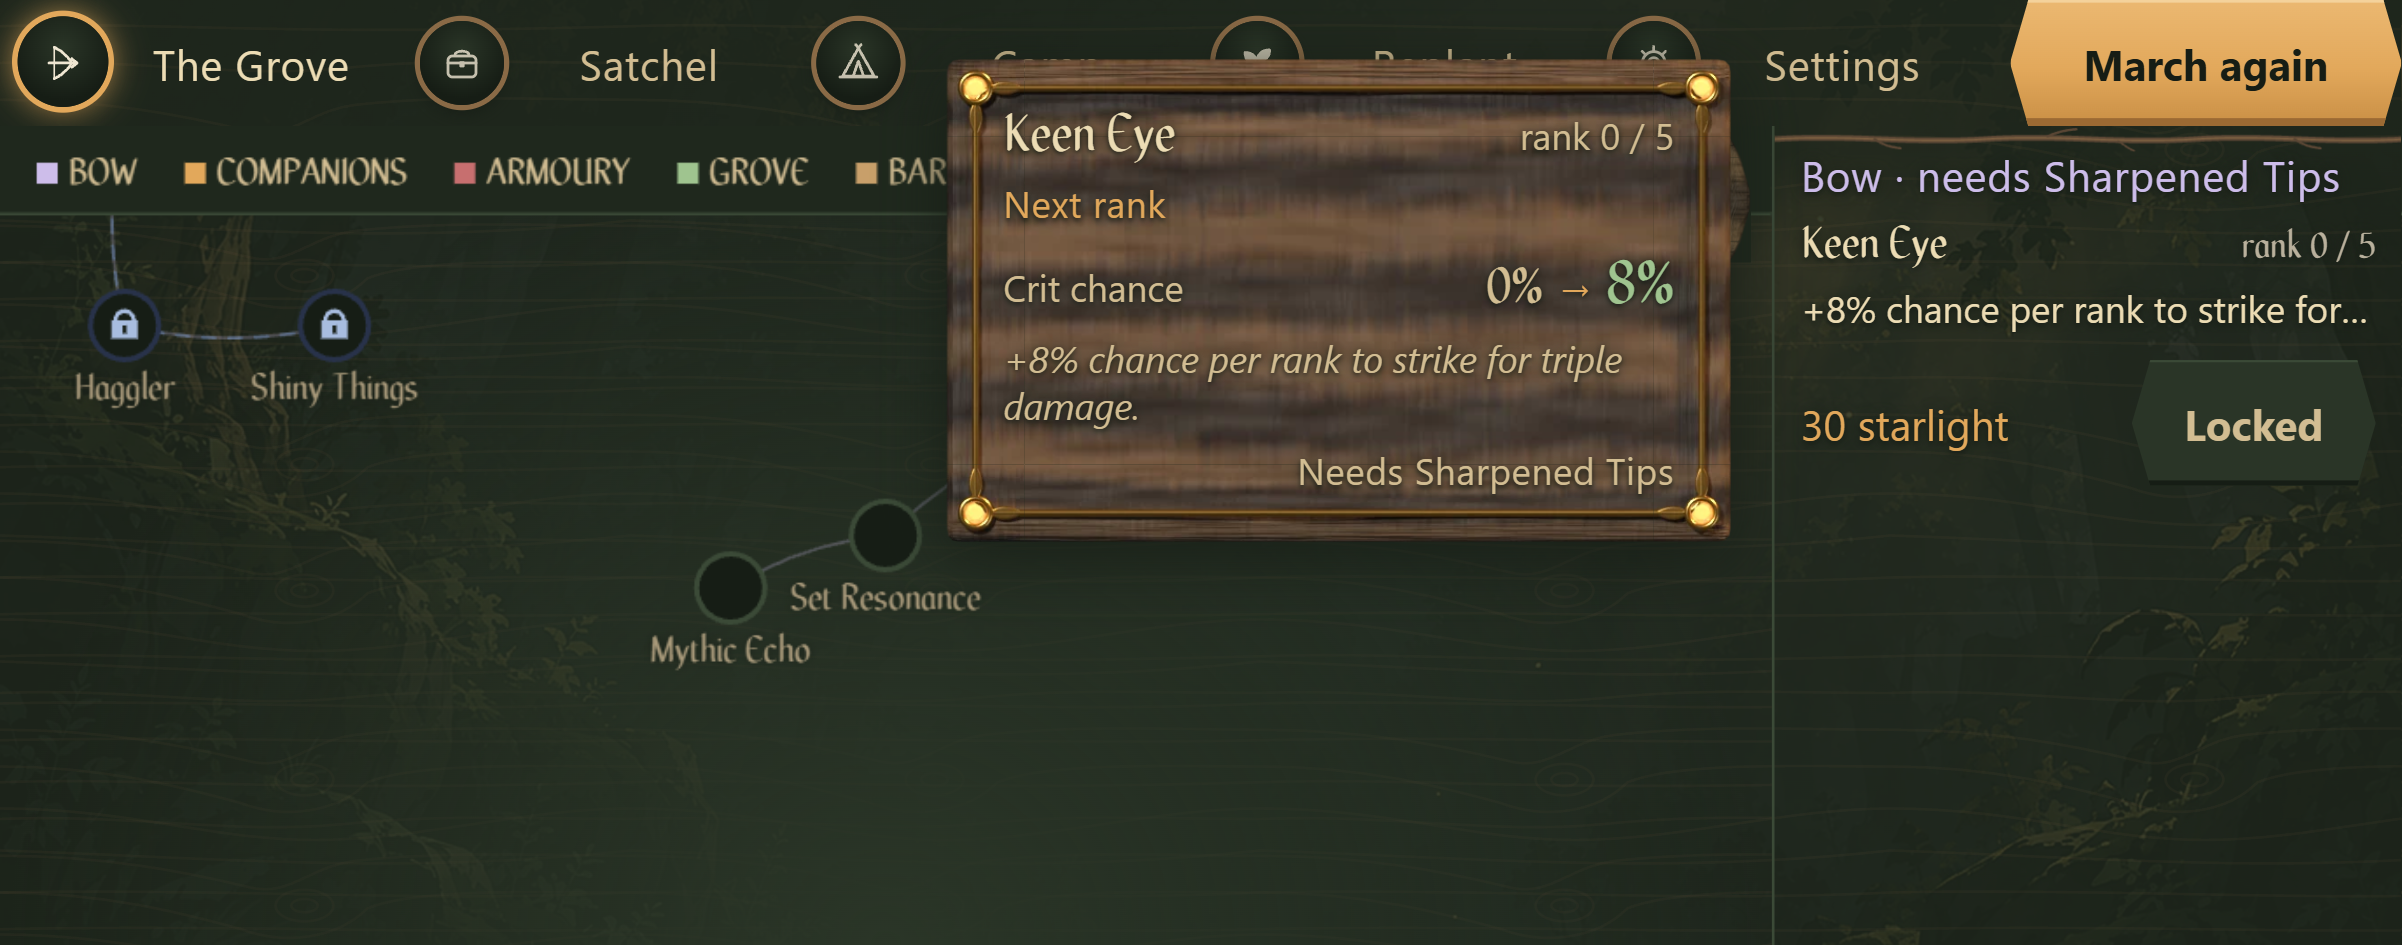 The Grove
Satchel
Settings
March again
BOW
COMPANIONS
ARMOURY
GROVE
BAR
Keen Eye
rank 0 / 5
Next rank
Crit chance
0% → 8%
+8% chance per rank to strike for triple
damage.
Needs Sharpened Tips
Bow · needs Sharpened Tips
Keen Eye
rank 0 / 5
+8% chance per rank to strike for...
30 starlight
Locked
Haggler
Shiny Things
Set Resonance
Mythic Echo